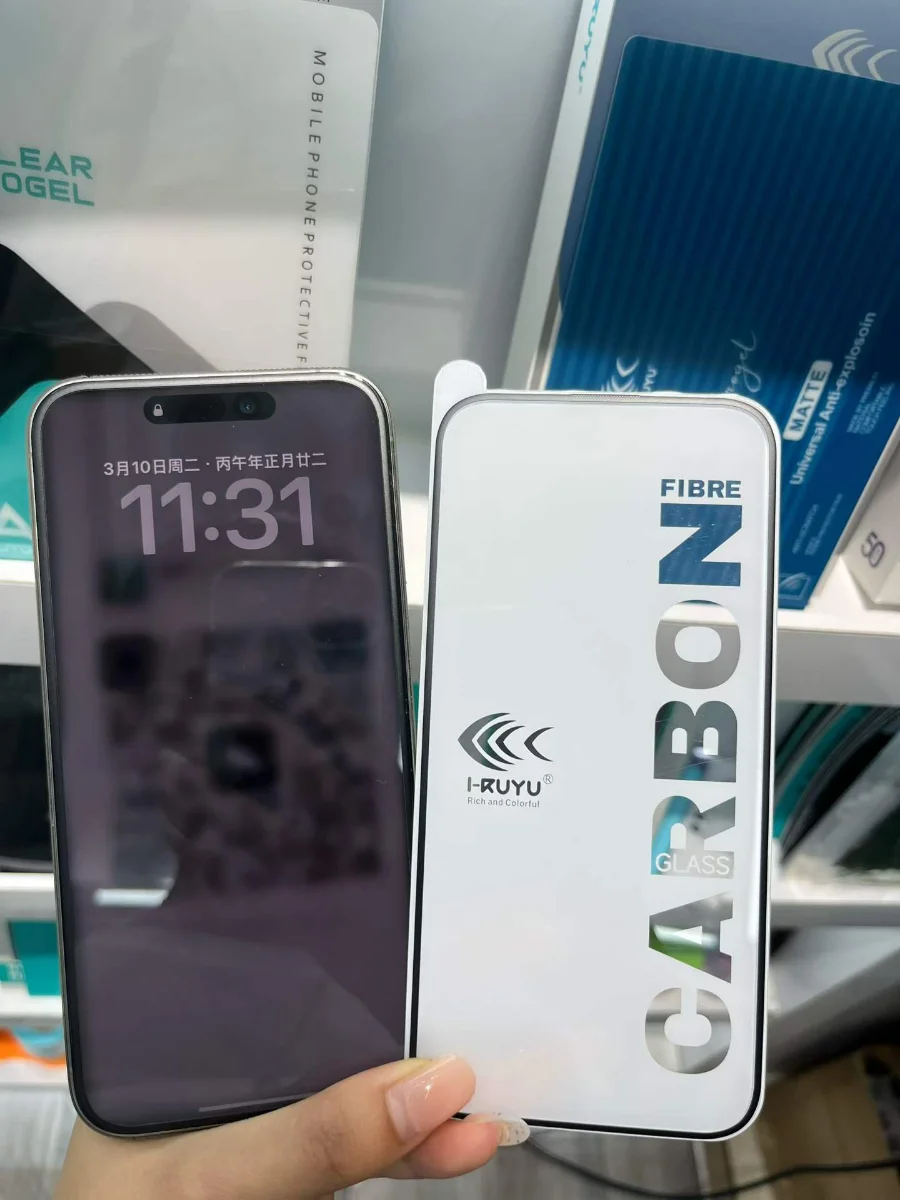 MOBILE PHONE PROTECTIVE F
LEAR
OGEL
MATTE
Universal Anti-explosoin
3月10日周二 · 丙午年正月廿二
11:31
FIBRE
CARBON
GLASS
I-RUYU®
Rich and Colorful